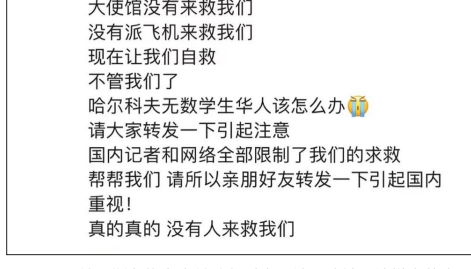 大使馆没有来救我们
没有派飞机来救我们
现在让我们自救
不管我们了
哈尔科夫无数学生华人该怎么办😭
请大家转发一下引起注意
国内记者和网络全部限制了我们的求救
帮帮我们 请所以亲朋好友转发一下引起国内
重视！
真的真的 没有人来救我们